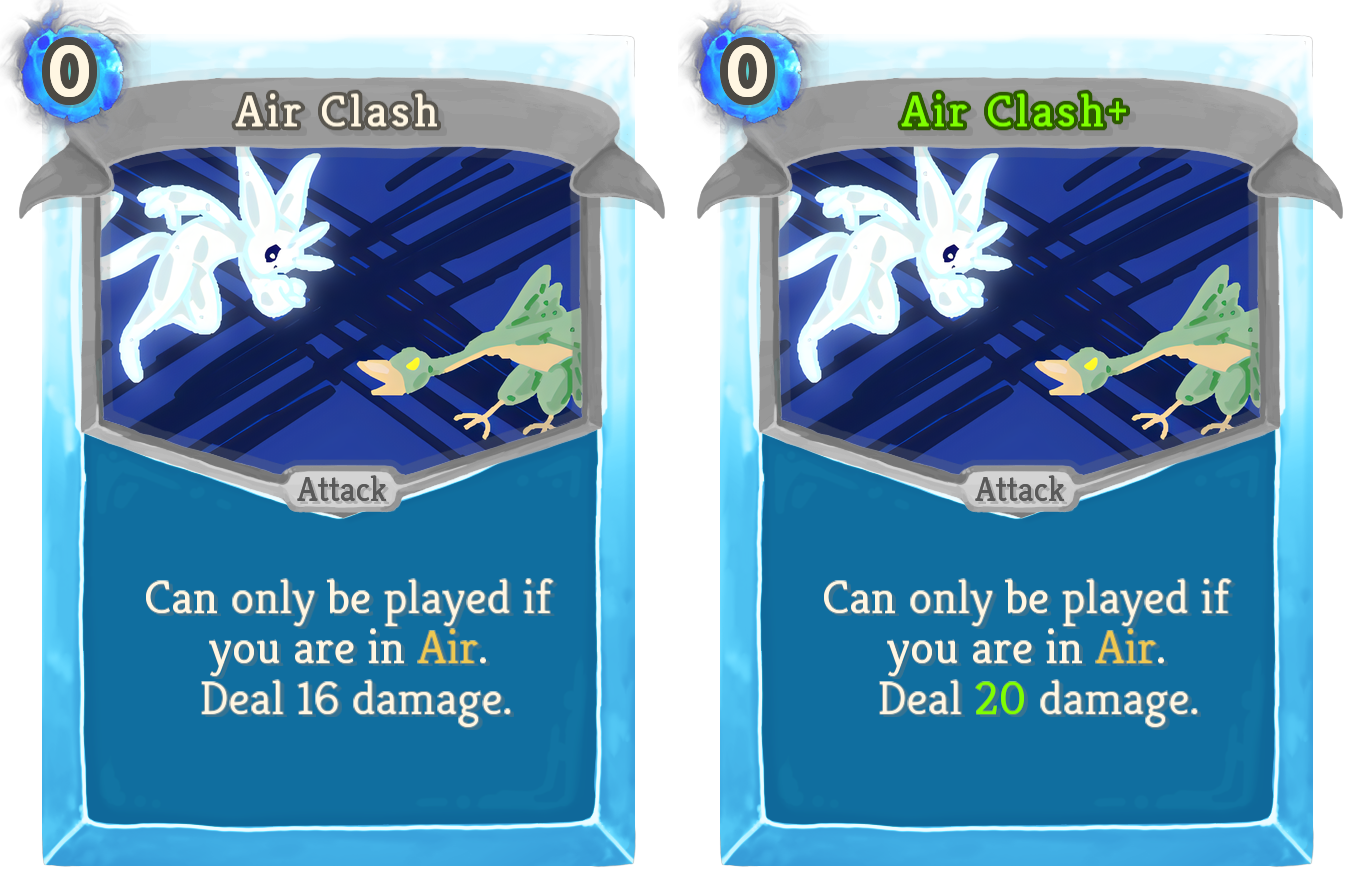 0
Air Clash
Attack
Can only be played if
you are in Air.
Deal 16 damage.
0
Air Clash+
Attack
Can only be played if
you are in Air.
Deal 20 damage.